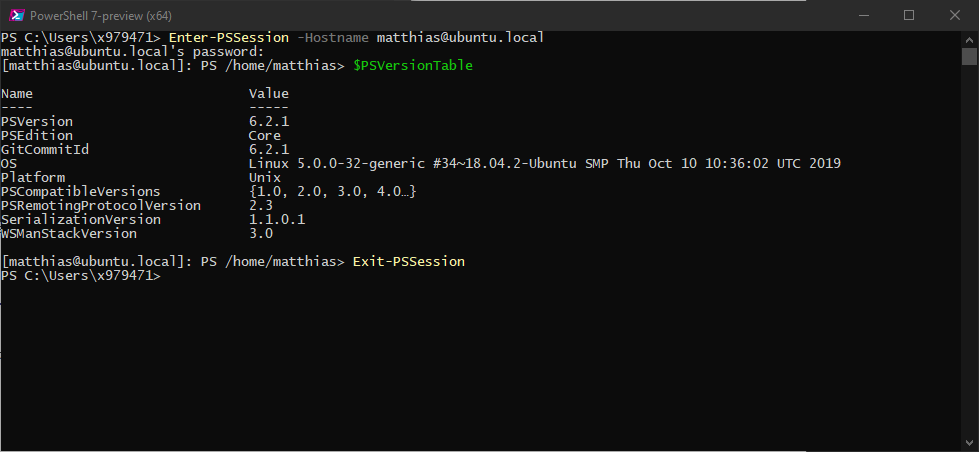 PowerShell 7-preview (x64)
PS C:\Users\x979471> Enter-PSSession -Hostname matthias@ubuntu.local
matthias@ubuntu.local's password:
[matthias@ubuntu.local]: PS /home/matthias> $PSVersionTable
Name                           Value
----                           -----
PSVersion                      6.2.1
PSEdition                      Core
GitCommitId                    6.2.1
OS                             Linux 5.0.0-32-generic #34~18.04.2-Ubuntu SMP Thu Oct 10 10:36:02 UTC 2019
Platform                       Unix
PSCompatibleVersions           {1.0, 2.0, 3.0, 4.0…}
PSRemotingProtocolVersion      2.3
SerializationVersion           1.1.0.1
WSManStackVersion              3.0
[matthias@ubuntu.local]: PS /home/matthias> Exit-PSSession
PS C:\Users\x979471>